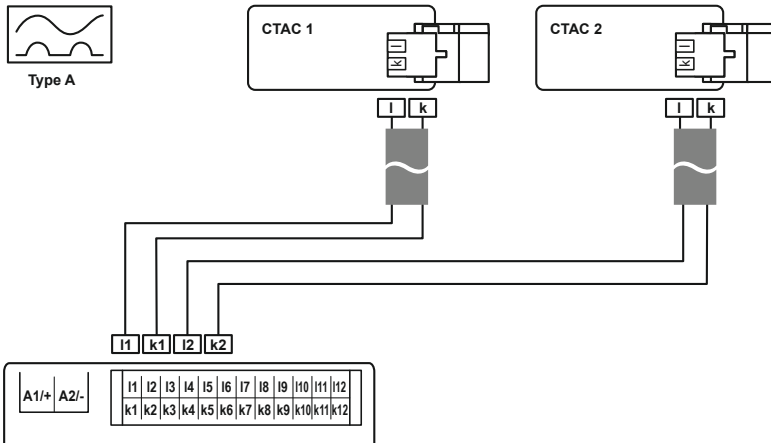 CTAC 1
CTAC 2
k l
k l
Type A
l k
l k
l1 k1 l2 k2
A1/+ A2/-
l1 l2 l3 l4 l5 l6 l7 l8 l9 l10 l11 l12
k1 k2 k3 k4 k5 k6 k7 k8 k9 k10 k11 k12